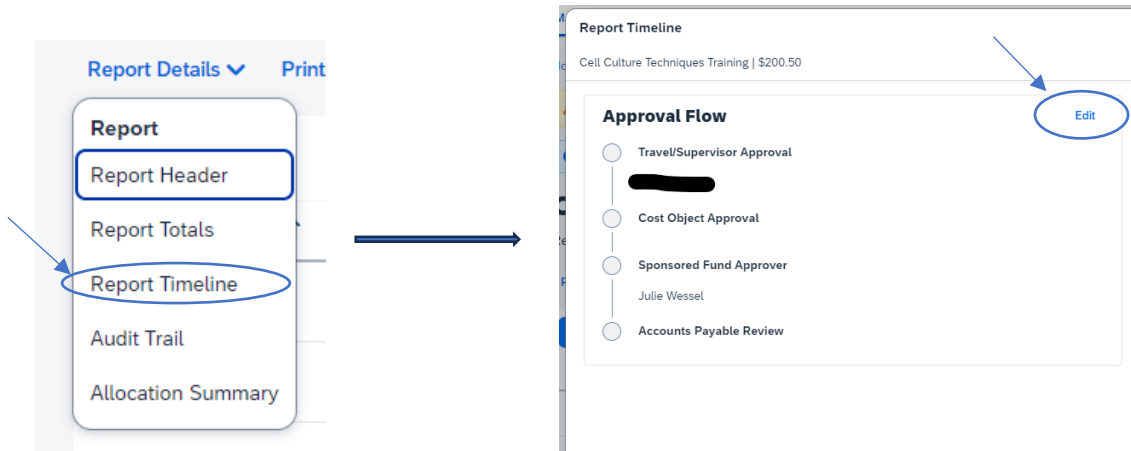 Report Details Print
Report
Report Header
Report Totals
Report Timeline
Audit Trail
Allocation Summary
Report Timeline
Cell Culture Techniques Training | $200.50
Approval Flow
Edit
Travel/Supervisor Approval
Cost Object Approval
Sponsored Fund Approver
Julie Wessel
Accounts Payable Review